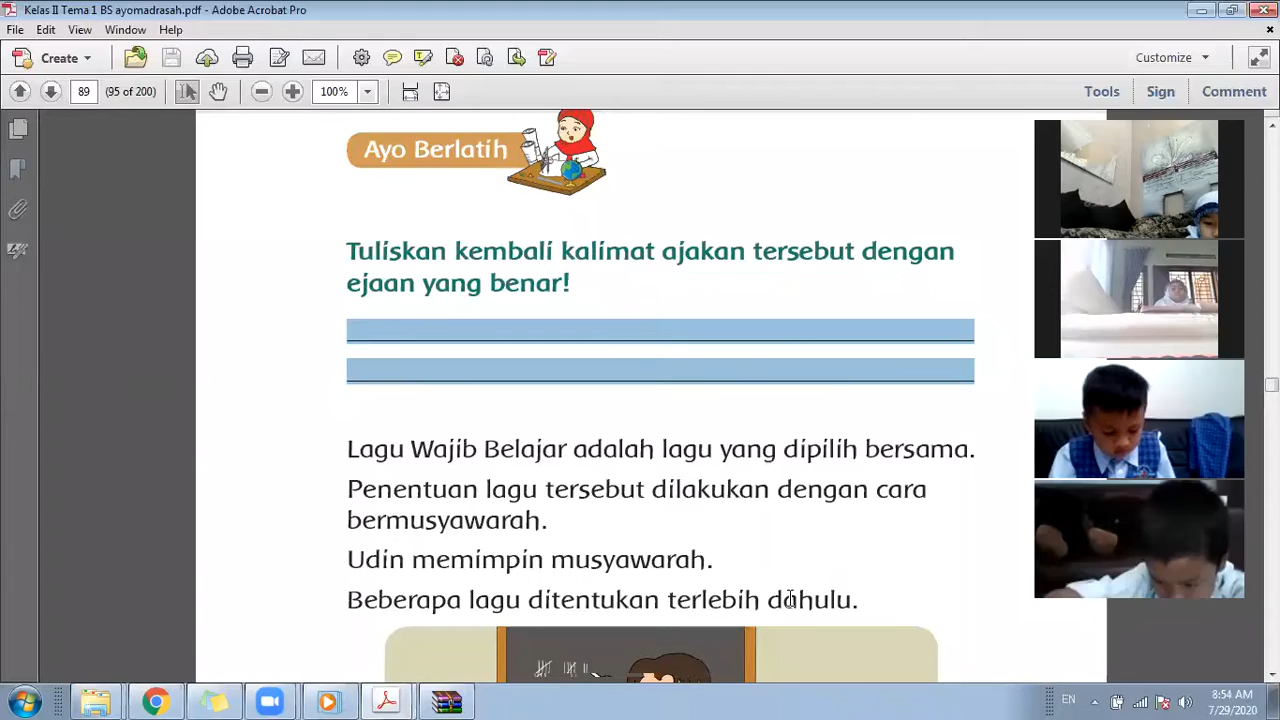 Kelas II Tema 1 BS ayomadrasah.pdf - Adobe Acrobat Pro
File Edit View Window Help
Create Customize
89 (95 of 200) 100% Tools Sign Comment
Ayo Berlatih
Tuliskan kembali kalimat ajakan tersebut dengan
ejaan yang benar!
Lagu Wajib Belajar adalah lagu yang dipilih bersama.
Penentuan lagu tersebut dilakukan dengan cara
bermusyawarah.
Udin memimpin musyawarah.
Beberapa lagu ditentukan terlebih dahulu.
EN 8:54 AM
7/29/2020